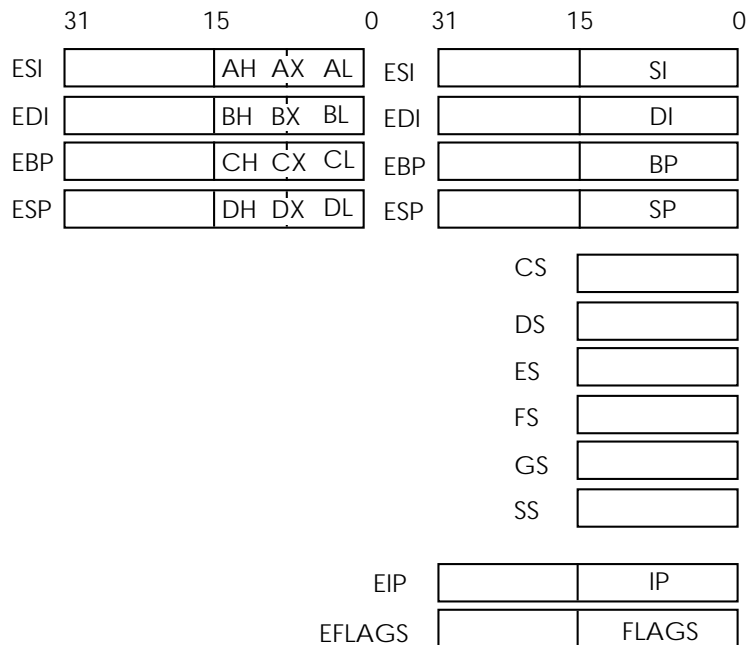 31 15 0 31 15 0
ESI AH AX AL ESI SI
EDI BH BX BL EDI DI
EBP CH CX CL EBP BP
ESP DH DX DL ESP SP
CS
DS
ES
FS
GS
SS
EIP IP
EFLAGS FLAGS